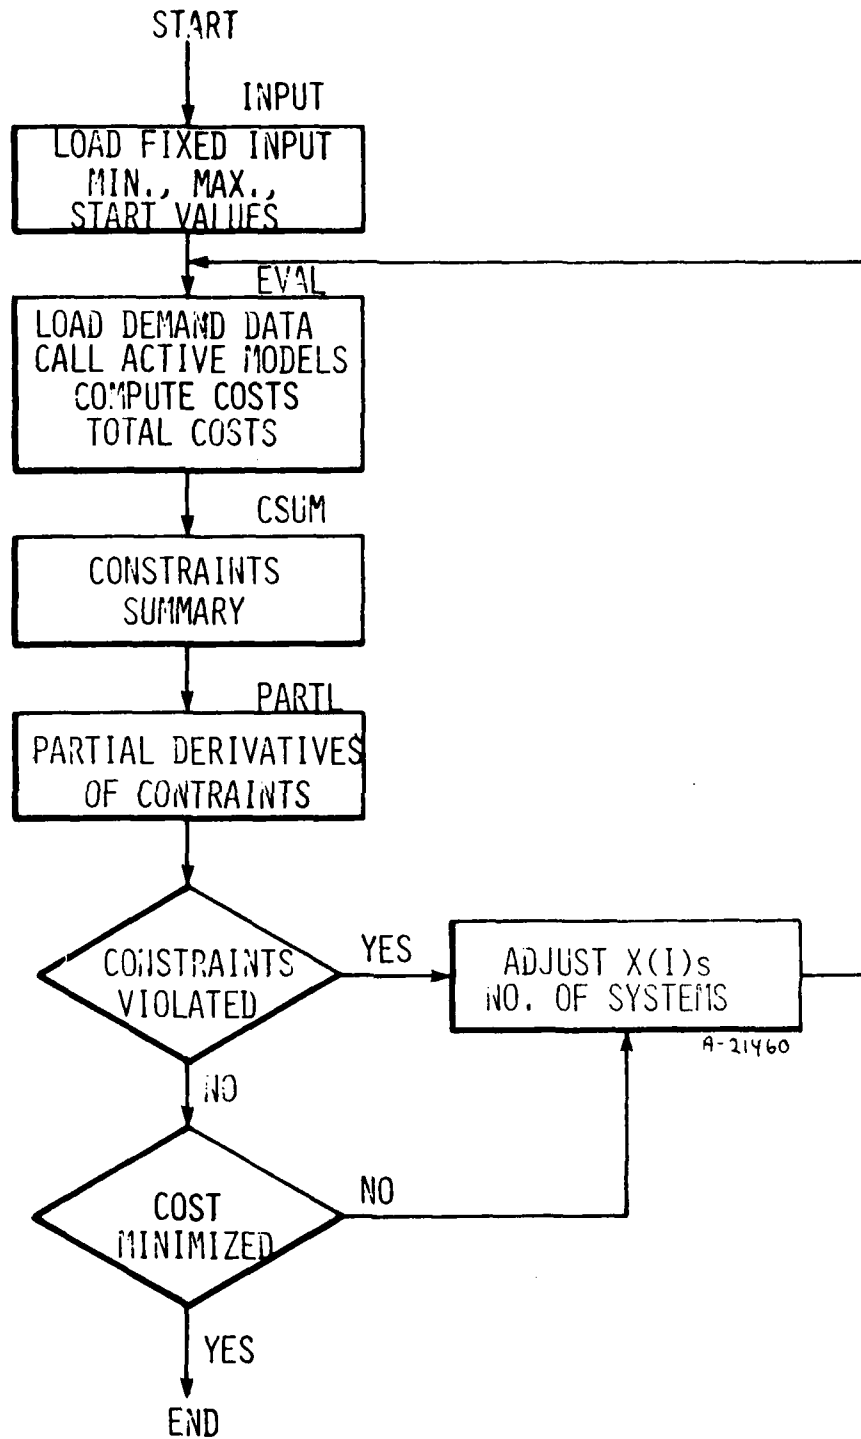 START
INPUT
LOAD FIXED INPUT
MIN., MAX.,
START VALUES
EVAL
LOAD DEMAND DATA
CALL ACTIVE MODELS
COMPUTE COSTS
TOTAL COSTS
CSUM
CONSTRAINTS
SUMMARY
PARTL
PARTIAL DERIVATIVES
OF CONTRAINTS
CONSTRAINTS
VIOLATED
YES
ADJUST X(I)s
NO. OF SYSTEMS
A-21460
NO
COST
MINIMIZED
NO
YES
END